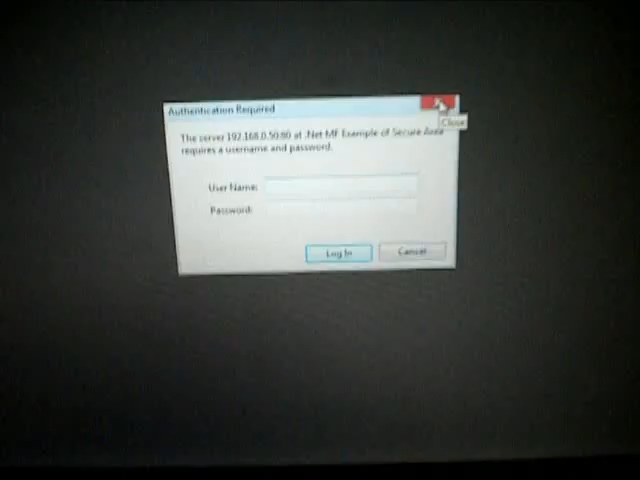 Authentication Required
Close
The server 192.168.0.50:80 at .Net MF Example of Secure Area
requires a username and password.
User Name:
Password:
Log In
Cancel